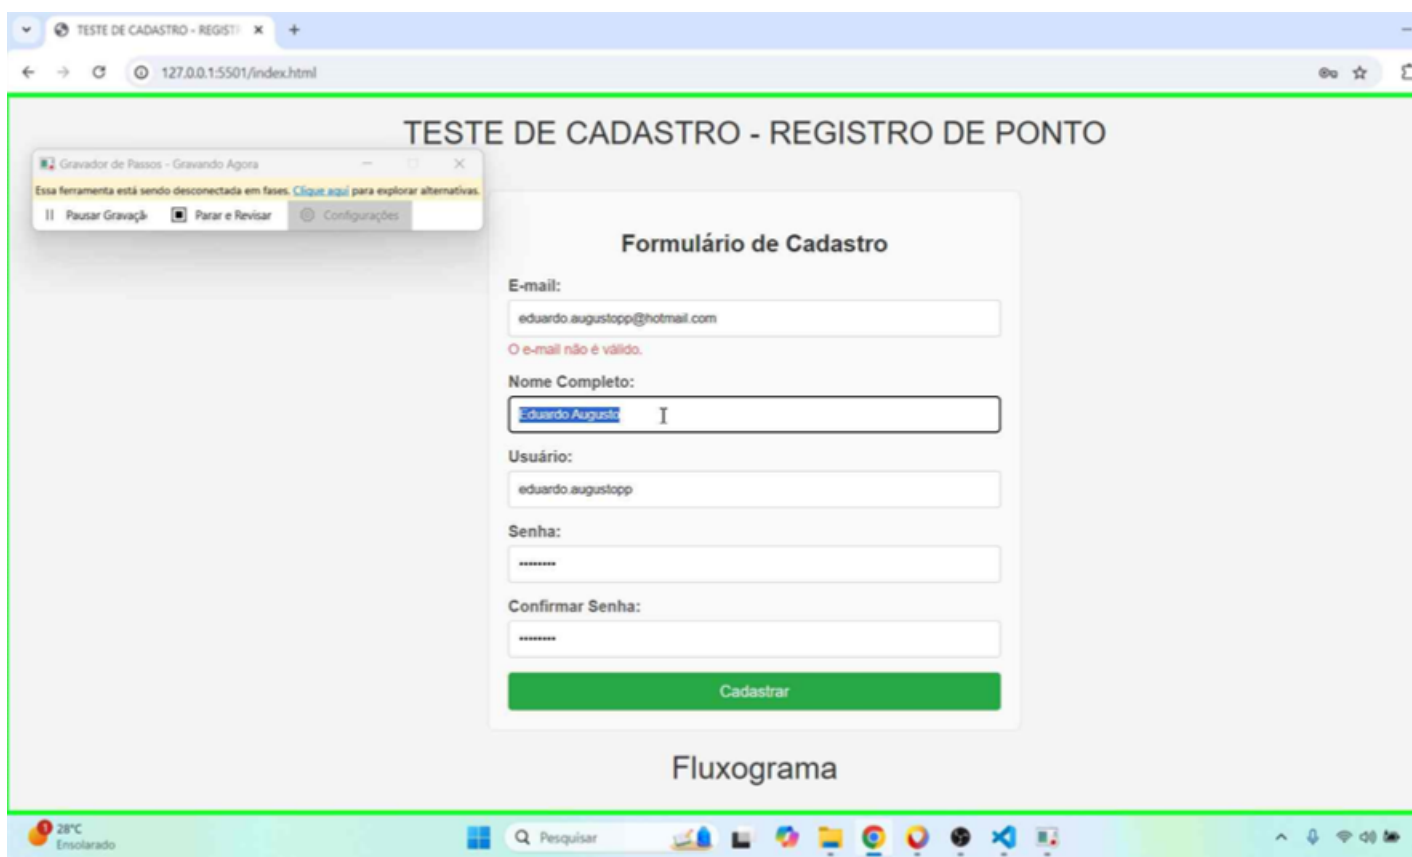 TESTE DE CADASTRO - REGISTR
127.0.0.1:5501/index.html
TESTE DE CADASTRO - REGISTRO DE PONTO
Gravador de Passos - Gravando Agora
Essa ferramenta está sendo desconectada em fases. Clique aqui para explorar alternativas.
Pausar Gravaçã Parar e Revisar Configurações
Formulário de Cadastro
E-mail:
eduardo.augustopp@hotmail.com
O e-mail não é válido.
Nome Completo:
Eduardo Augusto
Usuário:
eduardo.augustopp
Senha:
••••••••
Confirmar Senha:
••••••••
Cadastrar
Fluxograma
1
28°C
Ensolarado
Pesquisar